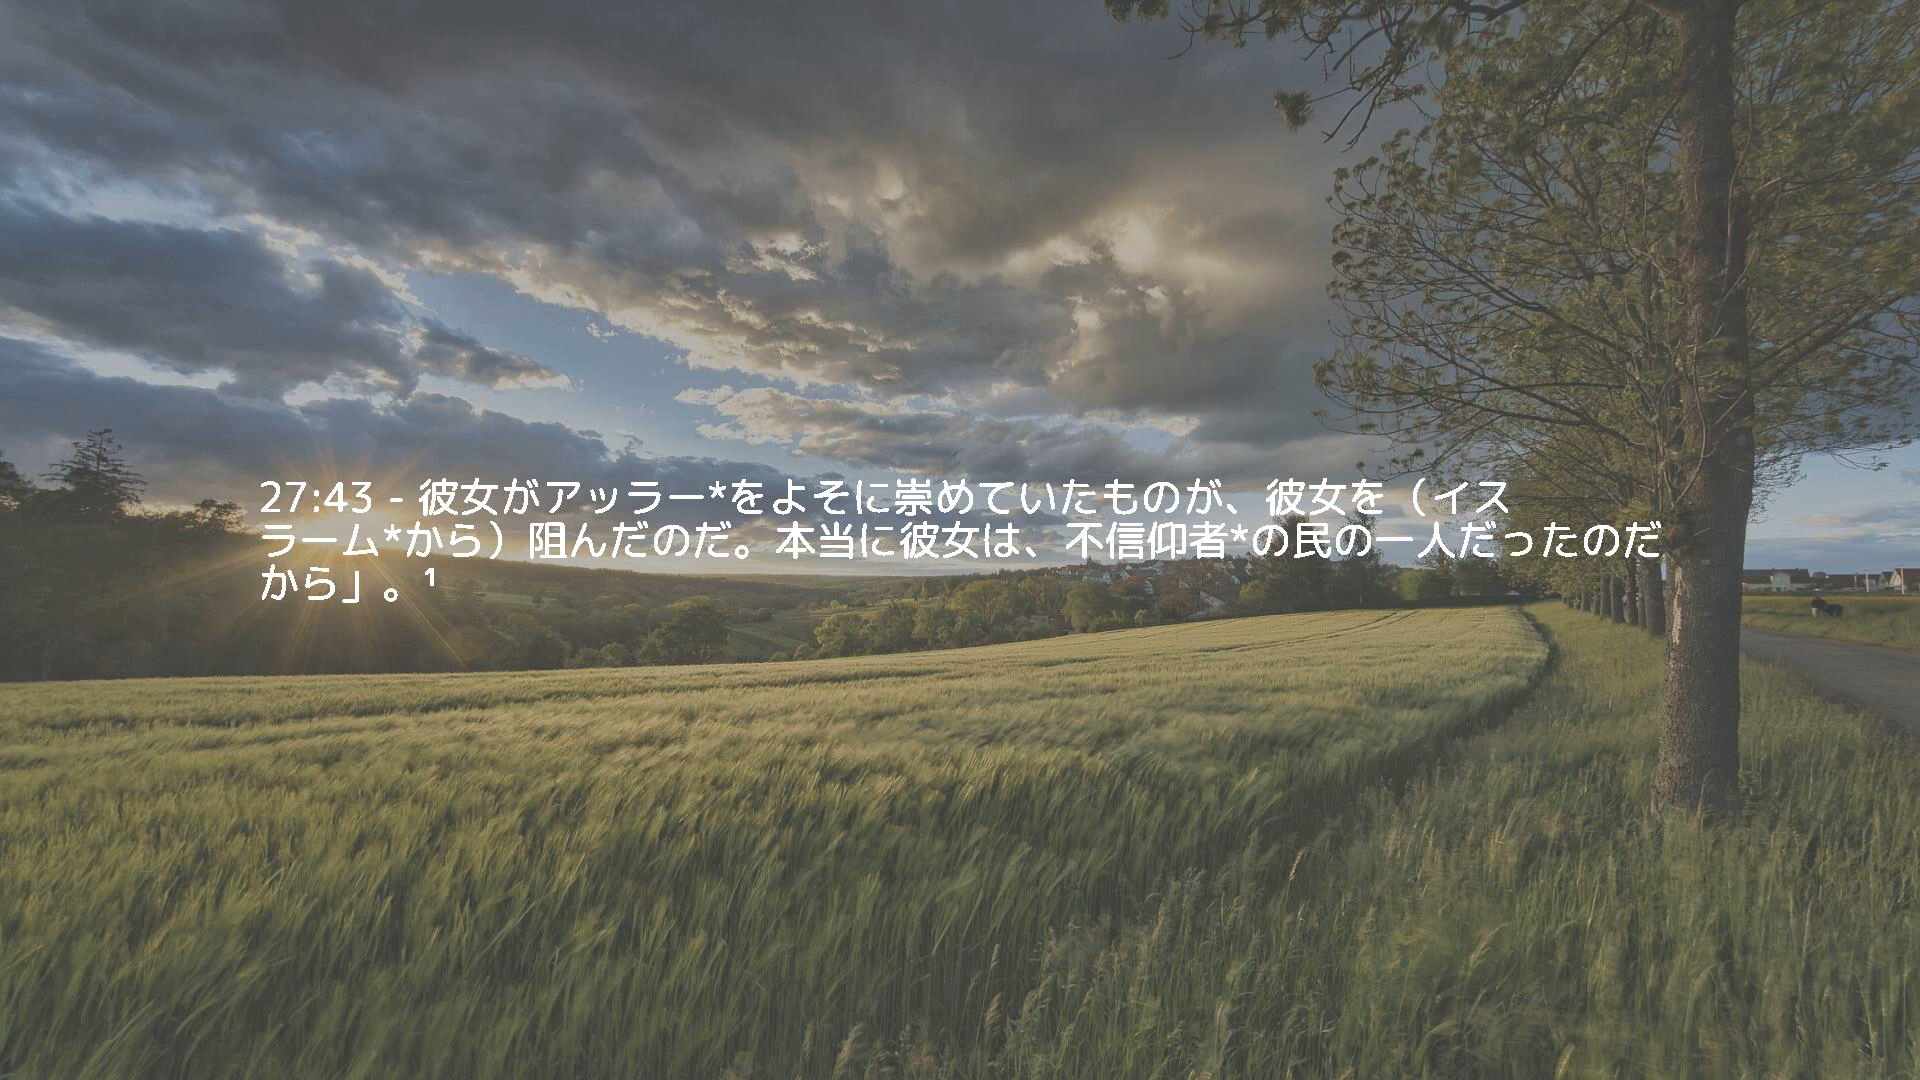 27:43 - 彼女がアッラー*をよそに崇めていたものが、彼女を（イス
ラーム*から）阻んだのだ。本当に彼女は、不信仰者*の民の一人だったのだ
から」。¹